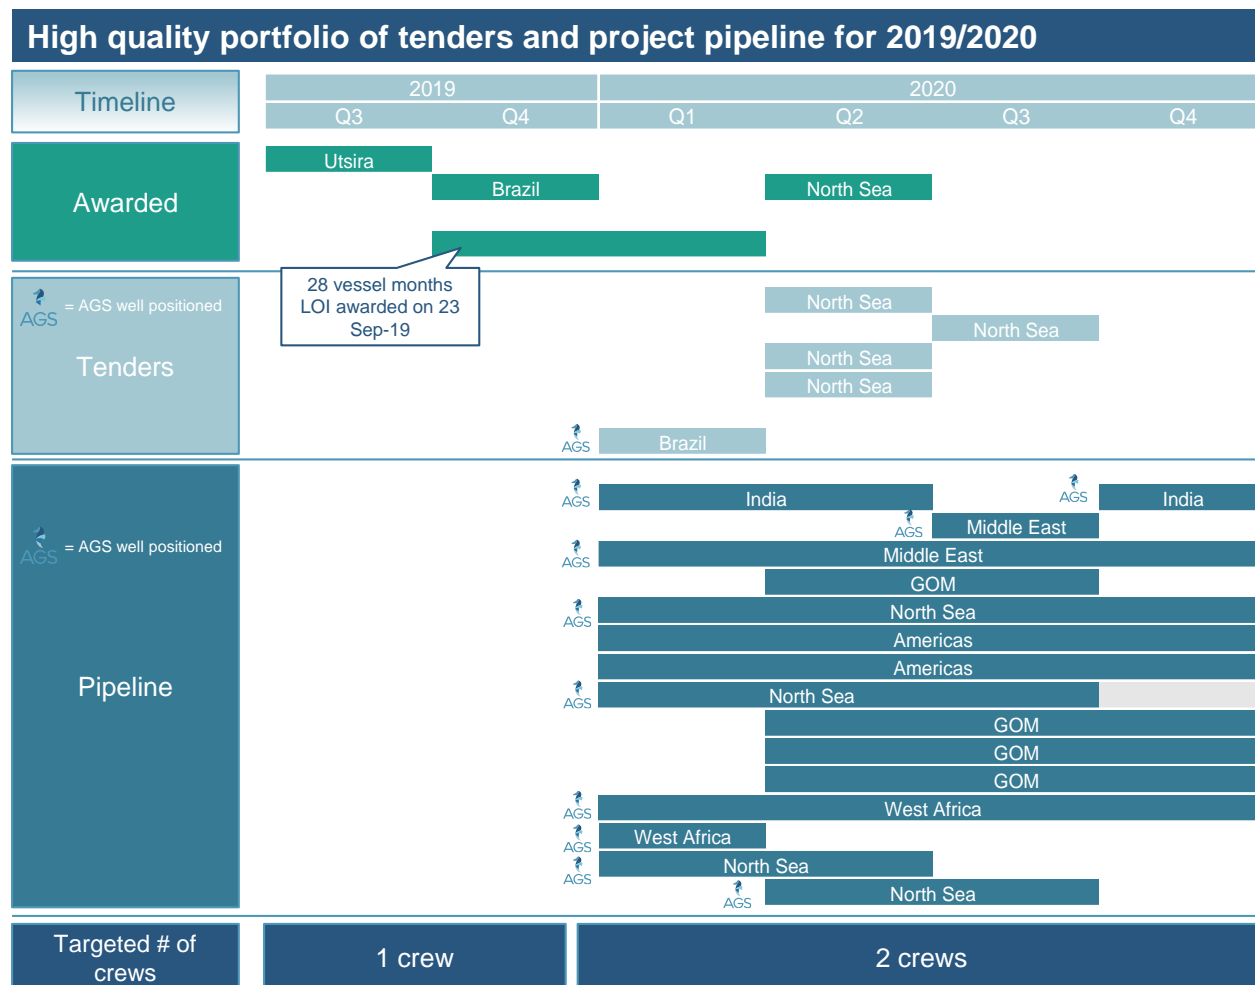 High quality portfolio of tenders and project pipeline for 2019/2020
Timeline
2019
2020
Q3
Q4
Q1
Q2
Q3
Q4
Awarded
Utsira
Brazil
North Sea
28 vessel months
LOI awarded on 23
Sep-19
AGS
= AGS well positioned
Tenders
North Sea
North Sea
North Sea
North Sea
AGS
Brazil
AGS
= AGS well positioned
Pipeline
AGS
India
AGS
India
AGS
Middle East
AGS
Middle East
GOM
AGS
North Sea
Americas
Americas
AGS
North Sea
GOM
GOM
GOM
AGS
West Africa
AGS
West Africa
AGS
North Sea
AGS
North Sea
Targeted # of
crews
1 crew
2 crews